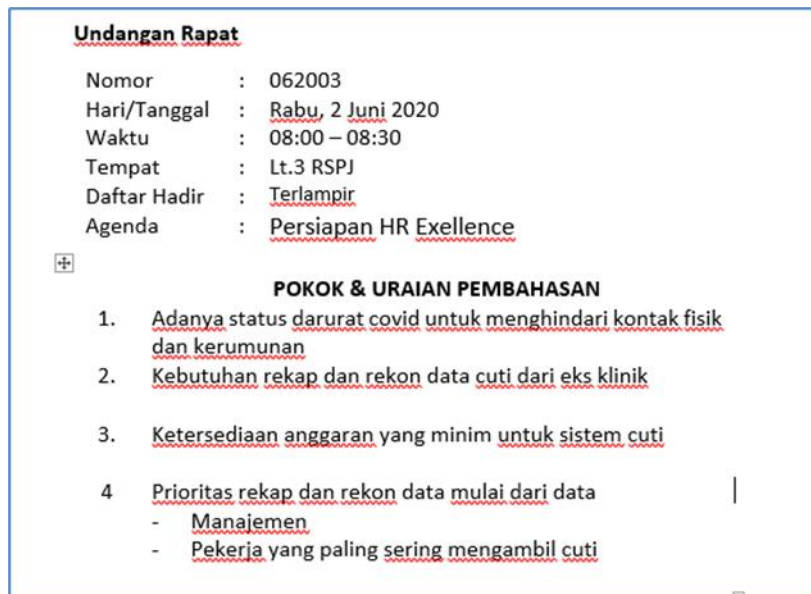 Undangan Rapat
Nomor : 062003
Hari/Tanggal : Rabu, 2 Juni 2020
Waktu : 08:00 – 08:30
Tempat : Lt.3 RSPJ
Daftar Hadir : Terlampir
Agenda : Persiapan HR Exellence
POKOK & URAIAN PEMBAHASAN
1. Adanya status darurat covid untuk menghindari kontak fisik
dan kerumunan
2. Kebutuhan rekap dan rekon data cuti dari eks klinik
3. Ketersediaan anggaran yang minim untuk sistem cuti
4 Prioritas rekap dan rekon data mulai dari data
- Manajemen
- Pekerja yang paling sering mengambil cuti